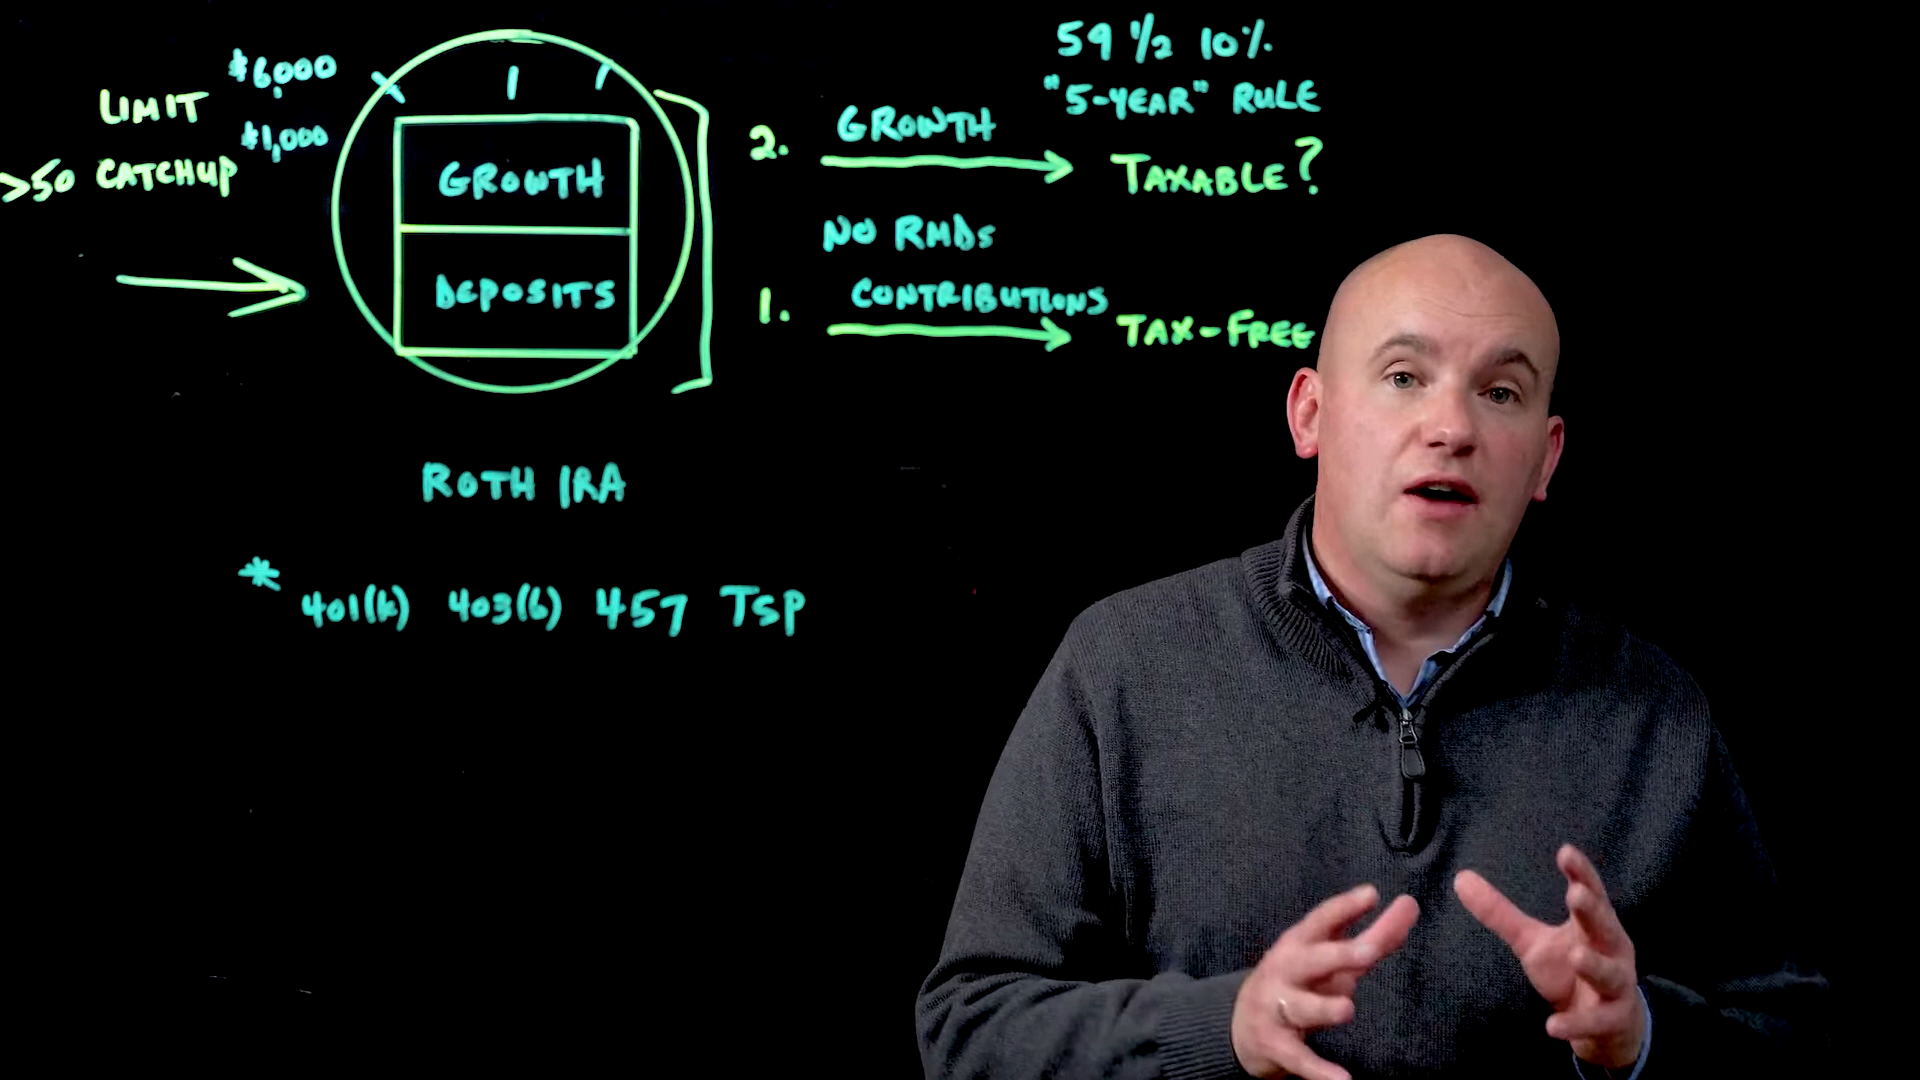 LIMIT $6,000
>50 CATCHUP $1,000
GROWTH
DEPOSITS
ROTH IRA
* 401(k) 403(b) 457 TSP
59 1/2 10%
"5-YEAR" RULE
2. GROWTH TAXABLE?
NO RMDs
1. CONTRIBUTIONS TAX-FREE